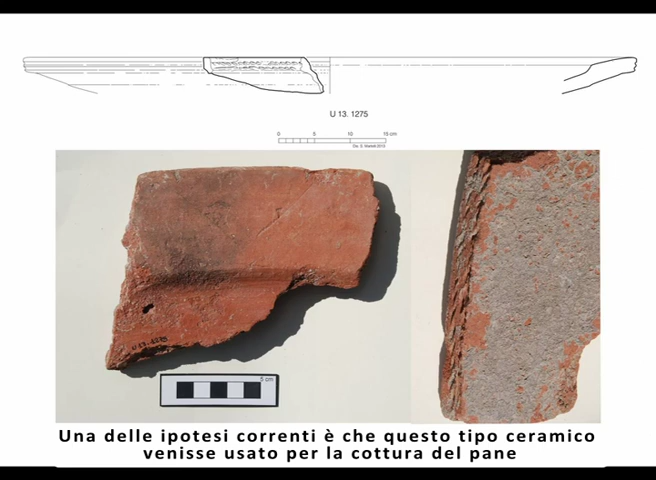 U 13. 1275
0 5 10 15 cm
U 13. 1275
5 cm
Una delle ipotesi correnti è che questo tipo ceramico
venisse usato per la cottura del pane